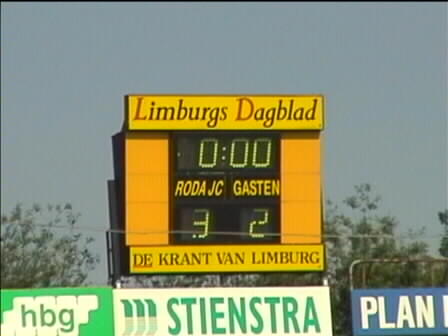 Limburgs Dagblad
0:00
RODA JC GASTEN
3 2
DE KRANT VAN LIMBURG
hbg STIENSTRA PLAN